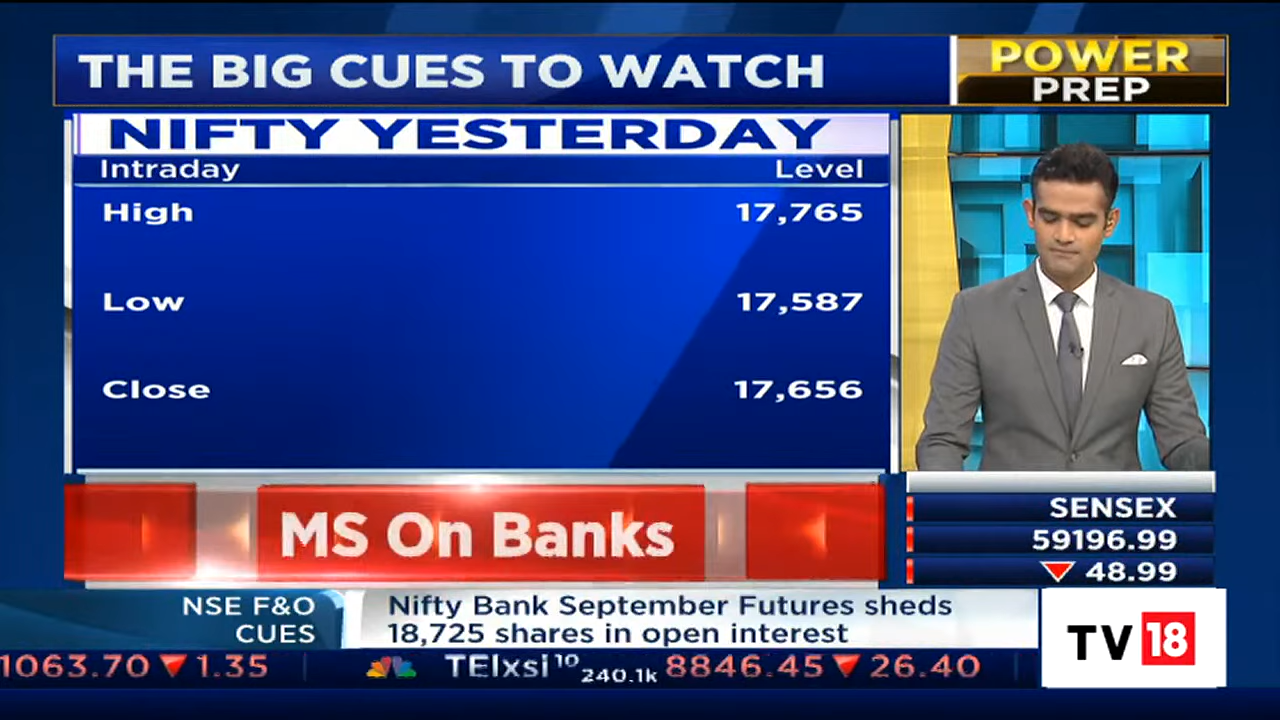 THE BIG CUES TO WATCH
POWER
PREP
NIFTY YESTERDAY
Intraday Level
High 17,765
Low 17,587
Close 17,656
MS On Banks
SENSEX
59196.99
48.99
NSE F&O
CUES
Nifty Bank September Futures sheds
18,725 shares in open interest
TV18
1063.70 1.35 TElxsi 10 240.1k 8846.45 26.40